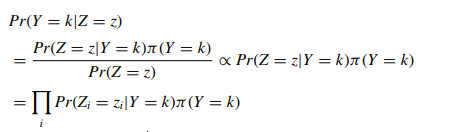 Pr(Y = k|Z = z)
= Pr(Z = z|Y = k)π(Y = k) / Pr(Z = z) ∝ Pr(Z = z|Y = k)π(Y = k)
= ∏_i Pr(Z_i = z_i|Y = k)π(Y = k)